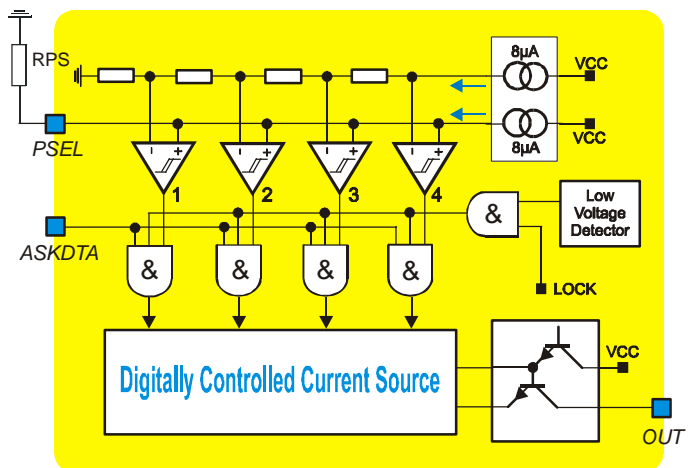 RPS
8µA
VCC
VCC
8µA
PSEL
- +
- +
- +
- +
1
2
3
4
&
Low
Voltage
Detector
ASKDTA
&
&
&
&
LOCK
Digitally Controlled Current Source
VCC
OUT